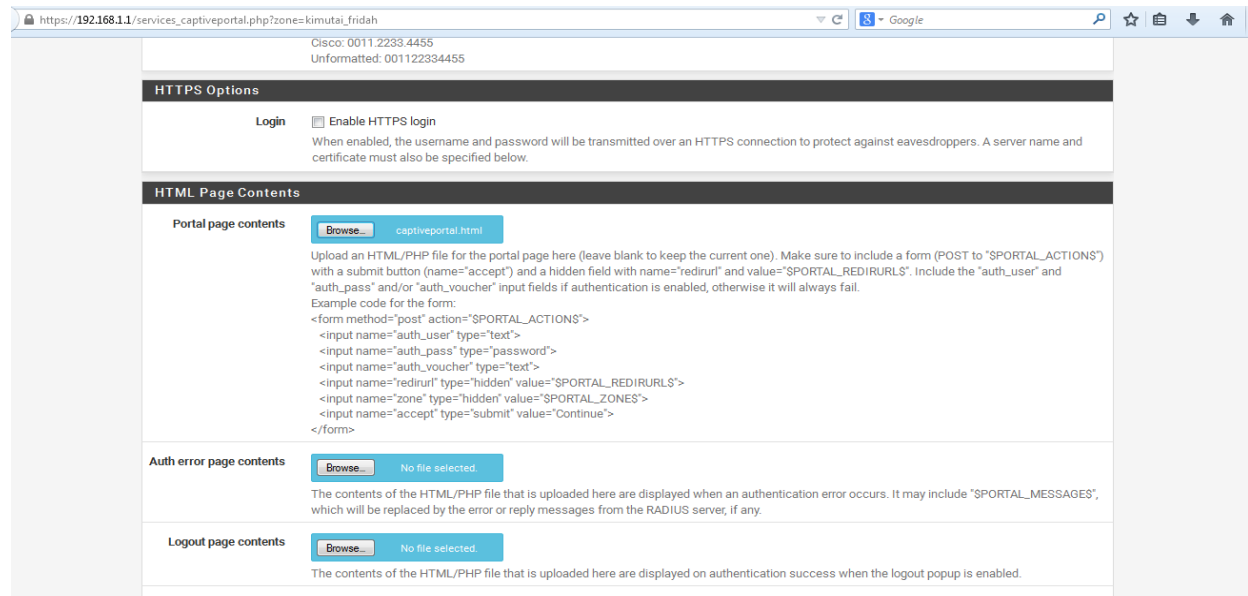 https://192.168.1.1/services_captiveportal.php?zone=kimutai_fridah
Google
Cisco: 0011.2233.4455
Unformatted: 001122334455
HTTPS Options
Login
Enable HTTPS login
When enabled, the username and password will be transmitted over an HTTPS connection to protect against eavesdroppers. A server name and
certificate must also be specified below.
HTML Page Contents
Portal page contents
Browse... captiveportal.html
Upload an HTML/PHP file for the portal page here (leave blank to keep the current one). Make sure to include a form (POST to "$PORTAL_ACTION$")
with a submit button (name="accept") and a hidden field with name="redirurl" and value="$PORTAL_REDIRURL$". Include the "auth_user" and
"auth_pass" and/or "auth_voucher" input fields if authentication is enabled, otherwise it will always fail.
Example code for the form:
<form method="post" action="$PORTAL_ACTION$">
<input name="auth_user" type="text">
<input name="auth_pass" type="password">
<input name="auth_voucher" type="text">
<input name="redirurl" type="hidden" value="$PORTAL_REDIRURL$">
<input name="zone" type="hidden" value="$PORTAL_ZONE$">
<input name="accept" type="submit" value="Continue">
</form>
Auth error page contents
Browse... No file selected.
The contents of the HTML/PHP file that is uploaded here are displayed when an authentication error occurs. It may include "$PORTAL_MESSAGE$",
which will be replaced by the error or reply messages from the RADIUS server, if any.
Logout page contents
Browse... No file selected.
The contents of the HTML/PHP file that is uploaded here are displayed on authentication success when the logout popup is enabled.